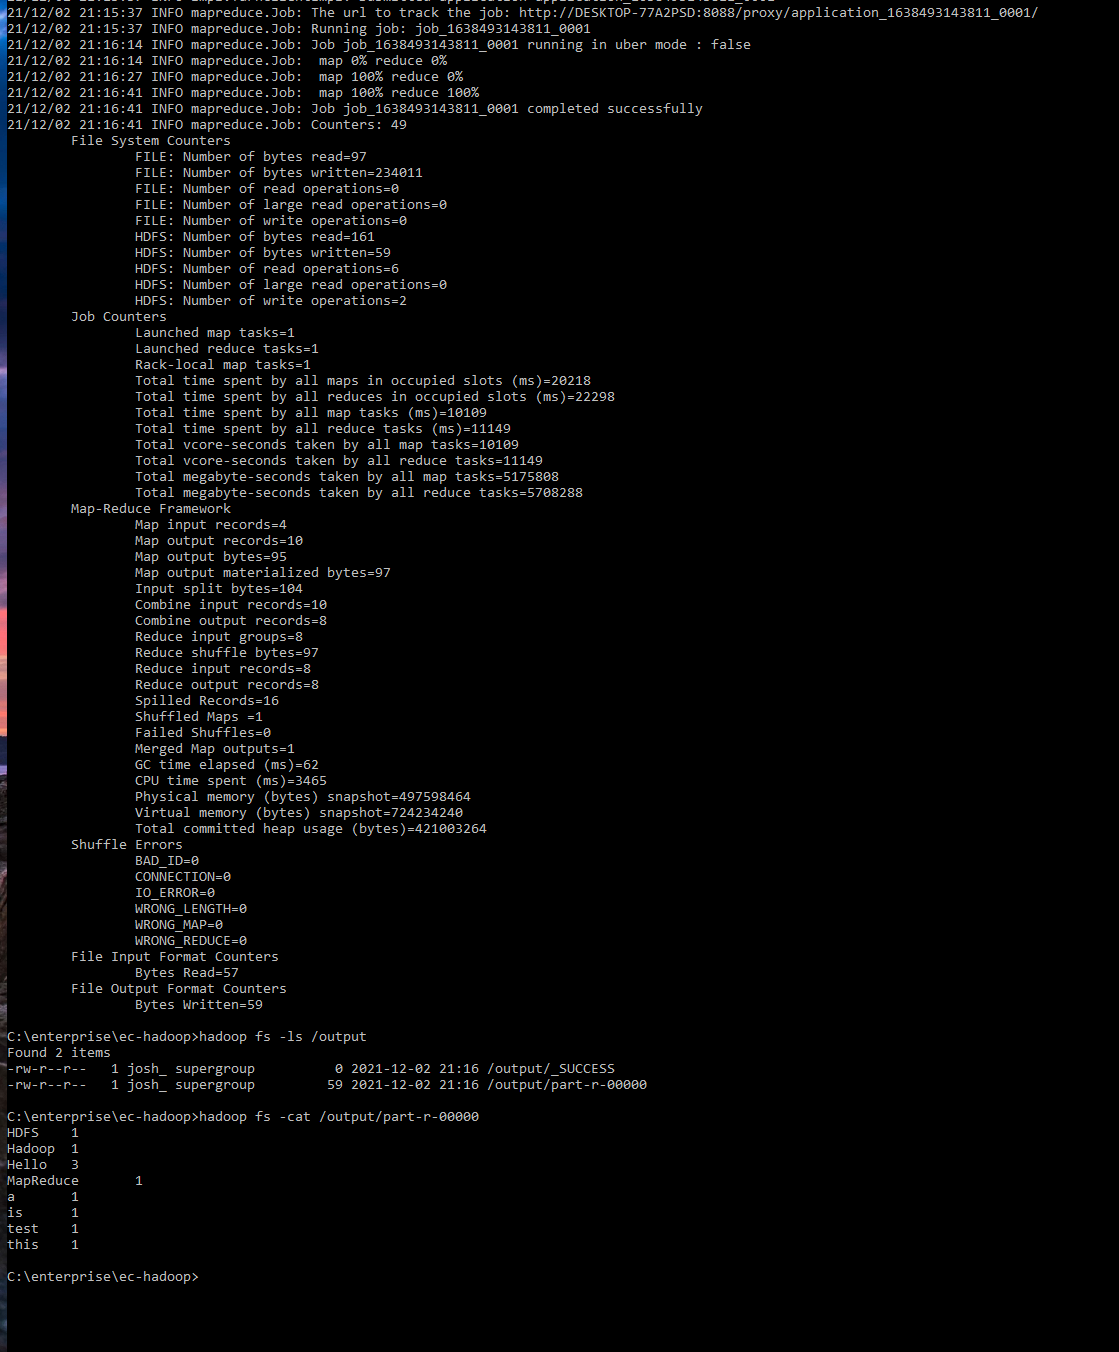 21/12/02 21:15:37 INFO mapreduce.Job: The url to track the job: http://DESKTOP-77A2PSD:8088/proxy/application_1638493143811_0001/
21/12/02 21:15:37 INFO mapreduce.Job: Running job: job_1638493143811_0001
21/12/02 21:16:14 INFO mapreduce.Job: Job job_1638493143811_0001 running in uber mode : false
21/12/02 21:16:14 INFO mapreduce.Job:  map 0% reduce 0%
21/12/02 21:16:27 INFO mapreduce.Job:  map 100% reduce 0%
21/12/02 21:16:41 INFO mapreduce.Job:  map 100% reduce 100%
21/12/02 21:16:41 INFO mapreduce.Job: Job job_1638493143811_0001 completed successfully
21/12/02 21:16:41 INFO mapreduce.Job: Counters: 49
File System Counters
FILE: Number of bytes read=97
FILE: Number of bytes written=234011
FILE: Number of read operations=0
FILE: Number of large read operations=0
FILE: Number of write operations=0
HDFS: Number of bytes read=161
HDFS: Number of bytes written=59
HDFS: Number of read operations=6
HDFS: Number of large read operations=0
HDFS: Number of write operations=2
Job Counters
Launched map tasks=1
Launched reduce tasks=1
Rack-local map tasks=1
Total time spent by all maps in occupied slots (ms)=20218
Total time spent by all reduces in occupied slots (ms)=22298
Total time spent by all map tasks (ms)=10109
Total time spent by all reduce tasks (ms)=11149
Total vcore-seconds taken by all map tasks=10109
Total vcore-seconds taken by all reduce tasks=11149
Total megabyte-seconds taken by all map tasks=5175808
Total megabyte-seconds taken by all reduce tasks=5708288
Map-Reduce Framework
Map input records=4
Map output records=10
Map output bytes=95
Map output materialized bytes=97
Input split bytes=104
Combine input records=10
Combine output records=8
Reduce input groups=8
Reduce shuffle bytes=97
Reduce input records=8
Reduce output records=8
Spilled Records=16
Shuffled Maps =1
Failed Shuffles=0
Merged Map outputs=1
GC time elapsed (ms)=62
CPU time spent (ms)=3465
Physical memory (bytes) snapshot=497598464
Virtual memory (bytes) snapshot=724234240
Total committed heap usage (bytes)=421003264
Shuffle Errors
BAD_ID=0
CONNECTION=0
IO_ERROR=0
WRONG_LENGTH=0
WRONG_MAP=0
WRONG_REDUCE=0
File Input Format Counters
Bytes Read=57
File Output Format Counters
Bytes Written=59
C:\enterprise\ec-hadoop>hadoop fs -ls /output
Found 2 items
-rw-r--r--   1 josh_ supergroup          0 2021-12-02 21:16 /output/_SUCCESS
-rw-r--r--   1 josh_ supergroup         59 2021-12-02 21:16 /output/part-r-00000
C:\enterprise\ec-hadoop>hadoop fs -cat /output/part-r-00000
HDFS    1
Hadoop  1
Hello   3
MapReduce       1
a       1
is      1
test    1
this    1
C:\enterprise\ec-hadoop>